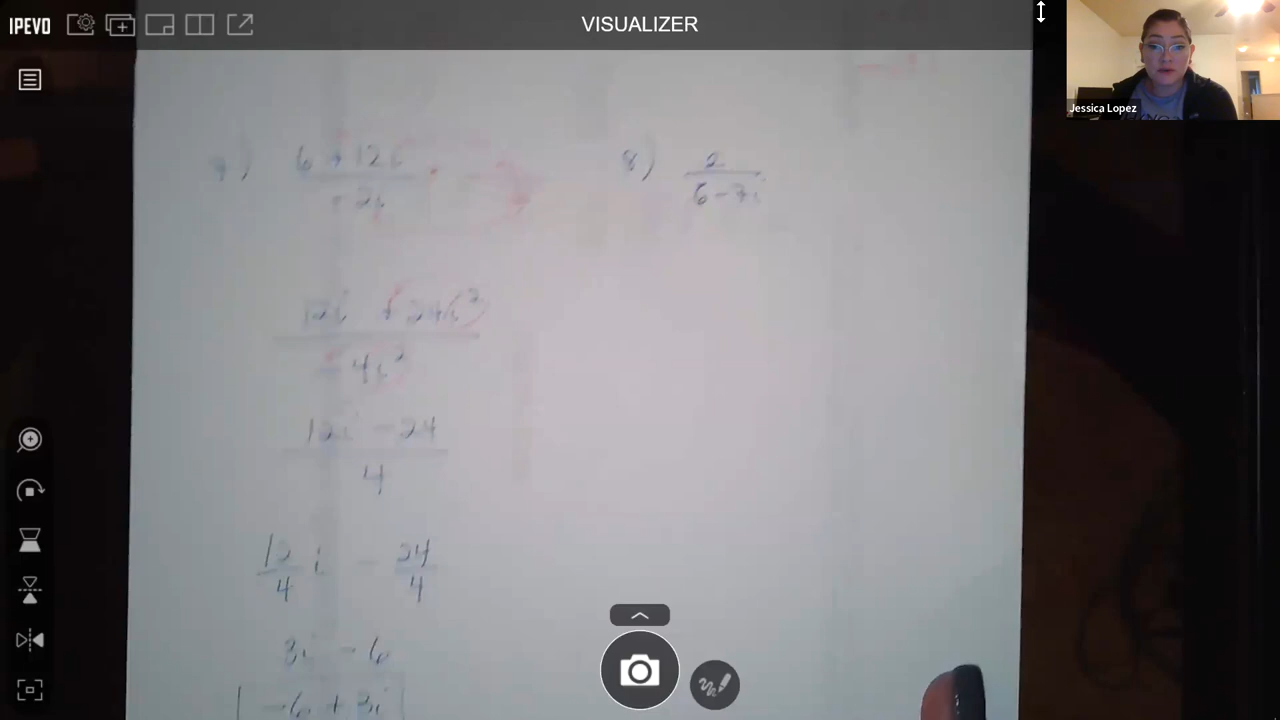 IPEVO
VISUALIZER
Jessica Lopez
7) (6 + 12i) / (-2i) ·
(12i + 24i²) / (-4i²)
(12i - 24) / 4
12/4 i - 24/4
3i - 6
-6 + 3i
8) 2 / (6 - 7i)